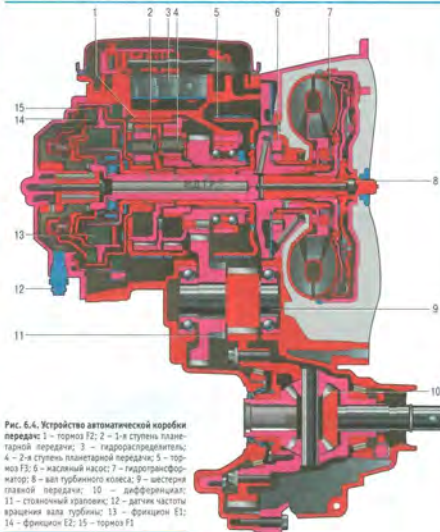 1 2 3 4 5 6 7
15
14
8
13
12
9
11
10
Рис. 6.4. Устройство автоматической коробки
передач: 1 – тормоз F2; 2 – 1-я ступень плане-
тарной передачи; 3 – гидрораспределитель;
4 – 2-я ступень планетарной передачи; 5 – тор-
моз F3; 6 – масляный насос; 7 – гидротрансфор-
матор; 8 – вал турбинного колеса; 9 – шестерня
главной передачи; 10 – дифференциал;
11 – стояночный храповик; 12 – датчик частоты
вращения вала турбины; 13 – фрикцион E1;
14 – фрикцион E2; 15 – тормоз F1